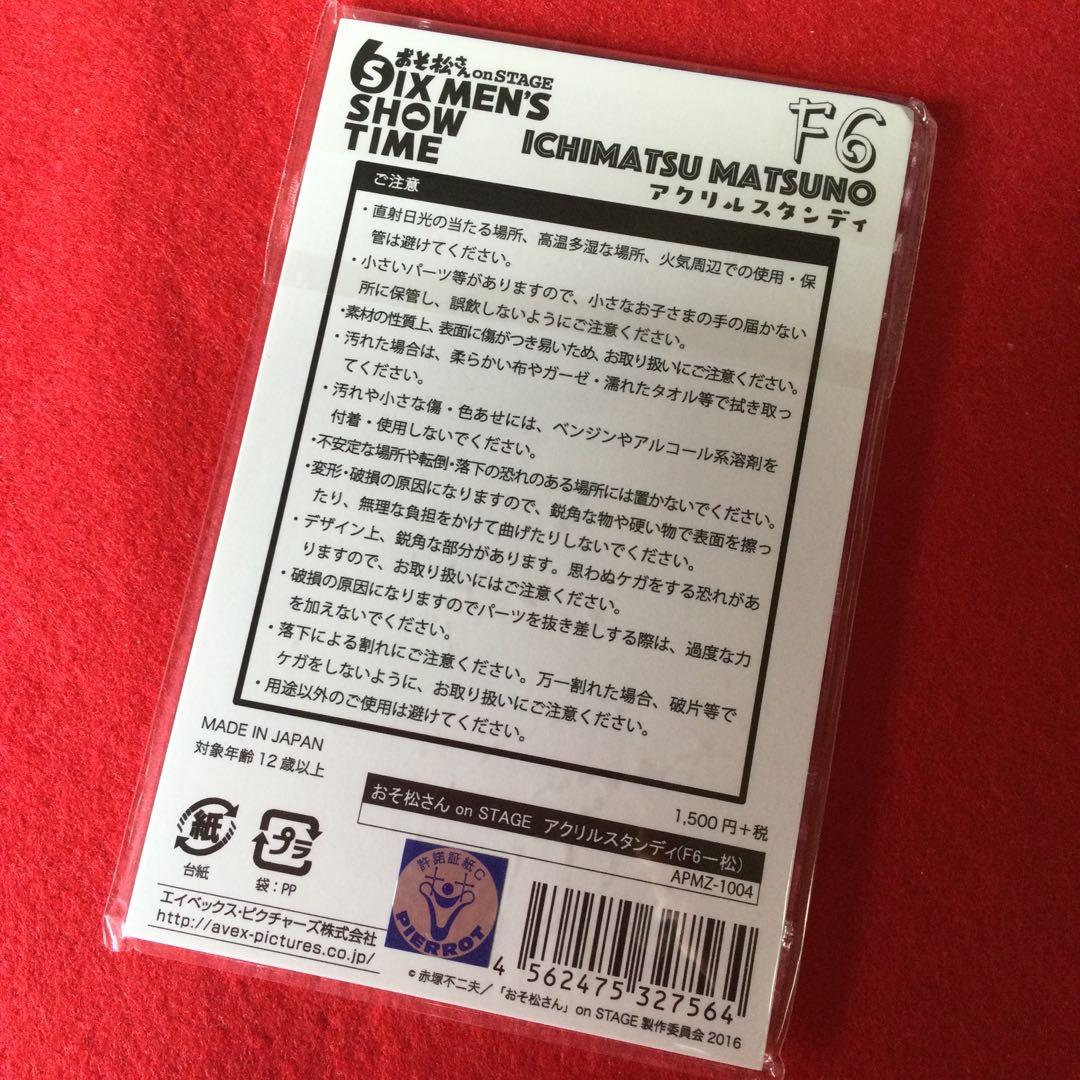 おそ松さん on STAGE
SIX MEN'S
SHOW
TIME
F6
ICHIMATSU MATSUNO
アクリルスタンディ
ご注意
・直射日光の当たる場所、高温多湿な場所、火気周辺での使用・保
管は避けてください。
・小さいパーツ等がありますので、小さなお子さまの手の届かない
所に保管し、誤飲しないようにご注意ください。
・素材の性質上、表面に傷がつき易いため、お取り扱いにご注意ください。
・汚れた場合は、柔らかい布やガーゼ・濡れたタオル等で拭き取っ
てください。
・汚れや小さな傷・色あせには、ベンジンやアルコール系溶剤を
付着・使用しないでください。
・不安定な場所や転倒・落下の恐れのある場所には置かないでください。
・変形・破損の原因になりますので、鋭角な物や硬い物で表面を擦っ
たり、無理な負担をかけて曲げたりしないでください。
・デザイン上、鋭角な部分があります。思わぬケガをする恐れがあ
りますので、お取り扱いにはご注意ください。
・破損の原因になりますのでパーツを抜き差しする際は、過度な力
を加えないでください。
・落下による割れにご注意ください。万一割れた場合、破片等で
ケガをしないように、お取り扱いにご注意ください。
・用途以外のご使用は避けてください。
MADE IN JAPAN
対象年齢12歳以上
紙
台紙
プラ
袋：PP
エイベックス・ピクチャーズ株式会社
http://avex-pictures.co.jp/
おそ松さん on STAGE アクリルスタンディ(F6一松)
1,500円+税
APMZ-1004
許諾証紙C
PIERROT
4 562475 327564
© 赤塚不二夫／「おそ松さん」on STAGE 製作委員会 2016